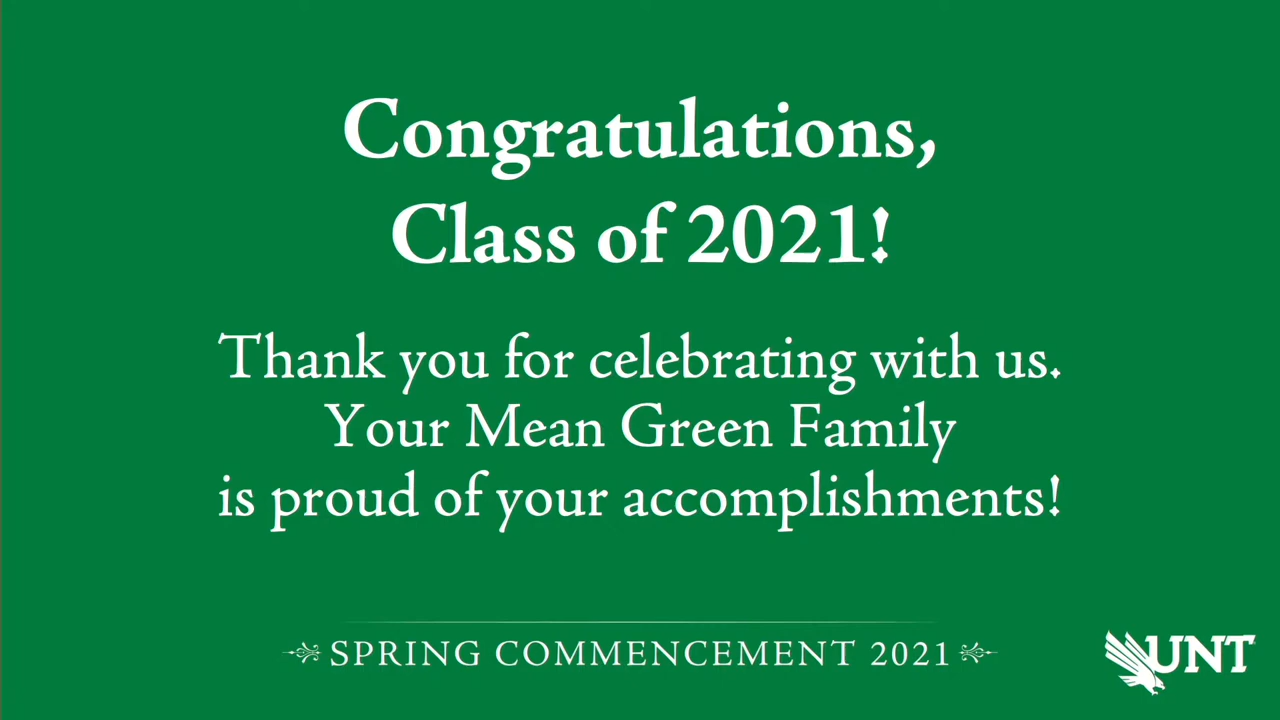 Congratulations,
Class of 2021!
Thank you for celebrating with us.
Your Mean Green Family
is proud of your accomplishments!
SPRING COMMENCEMENT 2021
UNT